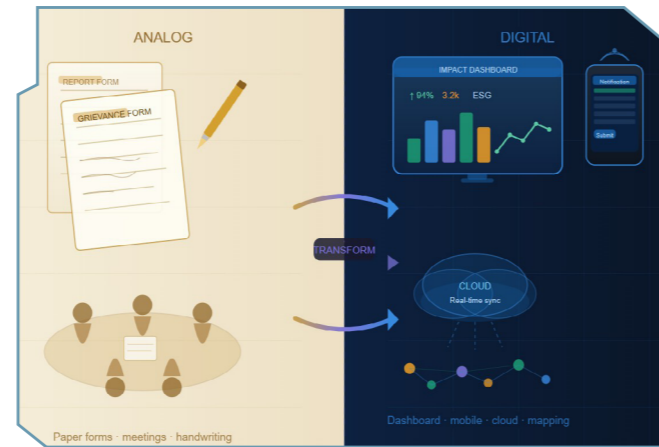 ANALOG
REPORT FORM
GRIEVANCE FORM
TRANSFORM
Paper forms · meetings · handwriting
DIGITAL
IMPACT DASHBOARD
↑ 94% 3.2k ESG
Submit
CLOUD
Real-time sync
Dashboard · mobile · cloud · mapping